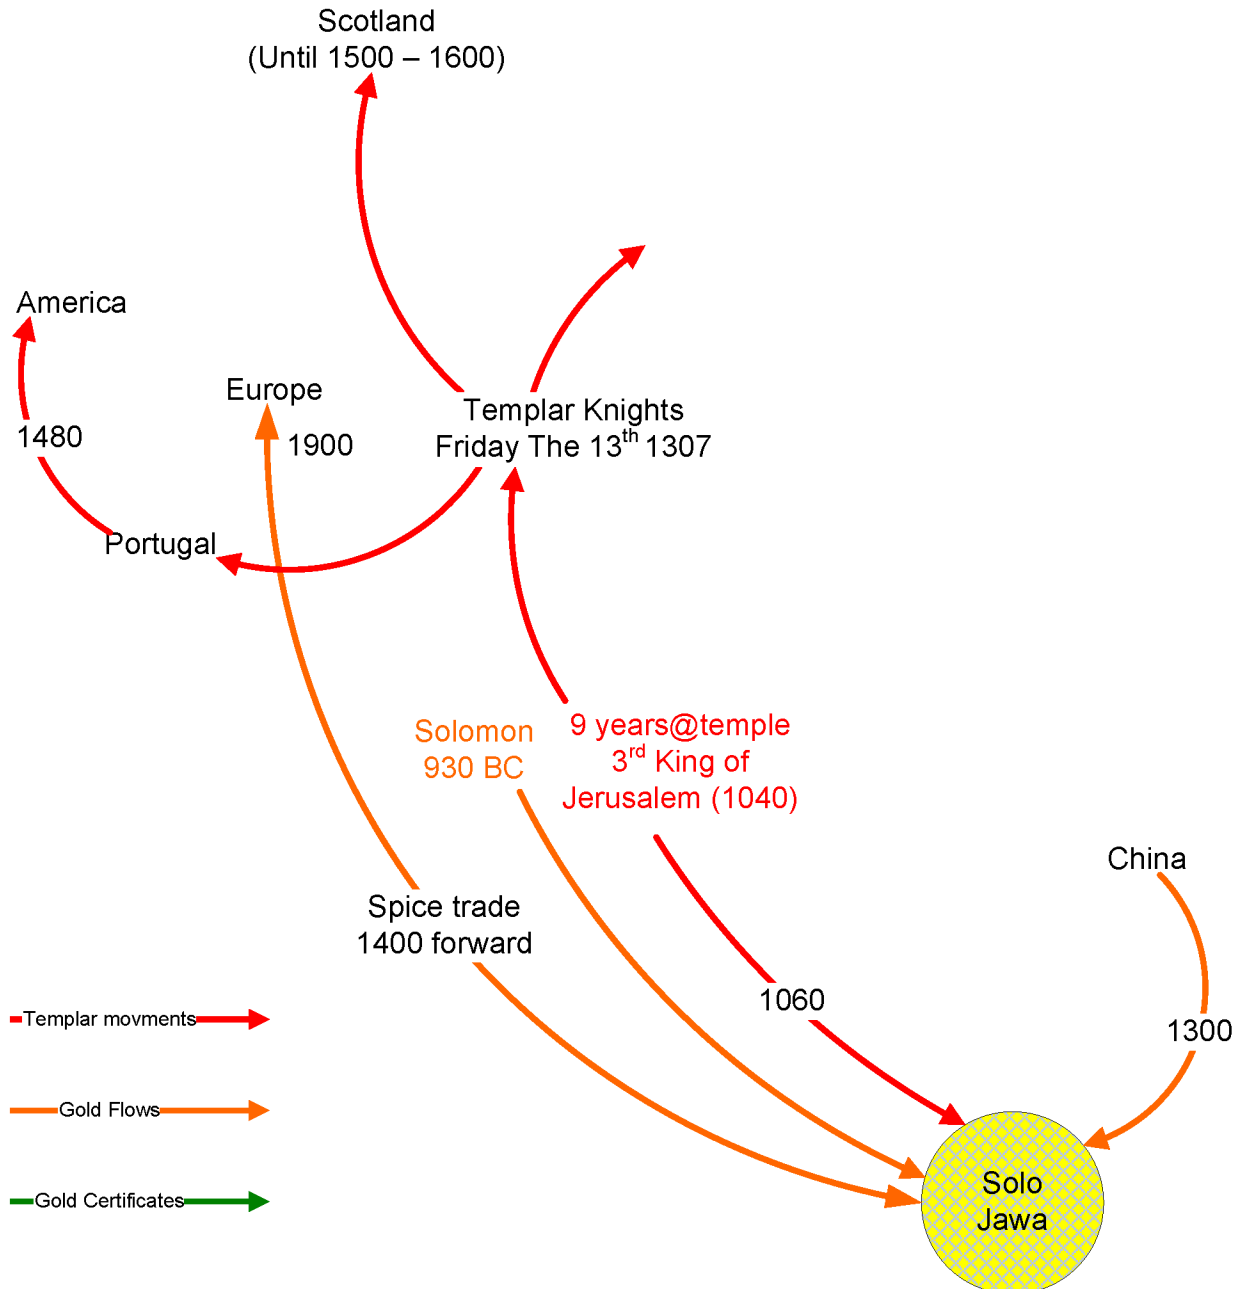 Scotland
(Until 1500 – 1600)
America
Europe
1900
1480
Templar Knights
Friday The 13th 1307
Portugal
Solomon
930 BC
9 years@temple
3rd King of
Jerusalem (1040)
China
Spice trade
1400 forward
1060
1300
Templar movments
Gold Flows
Gold Certificates
Solo
Jawa